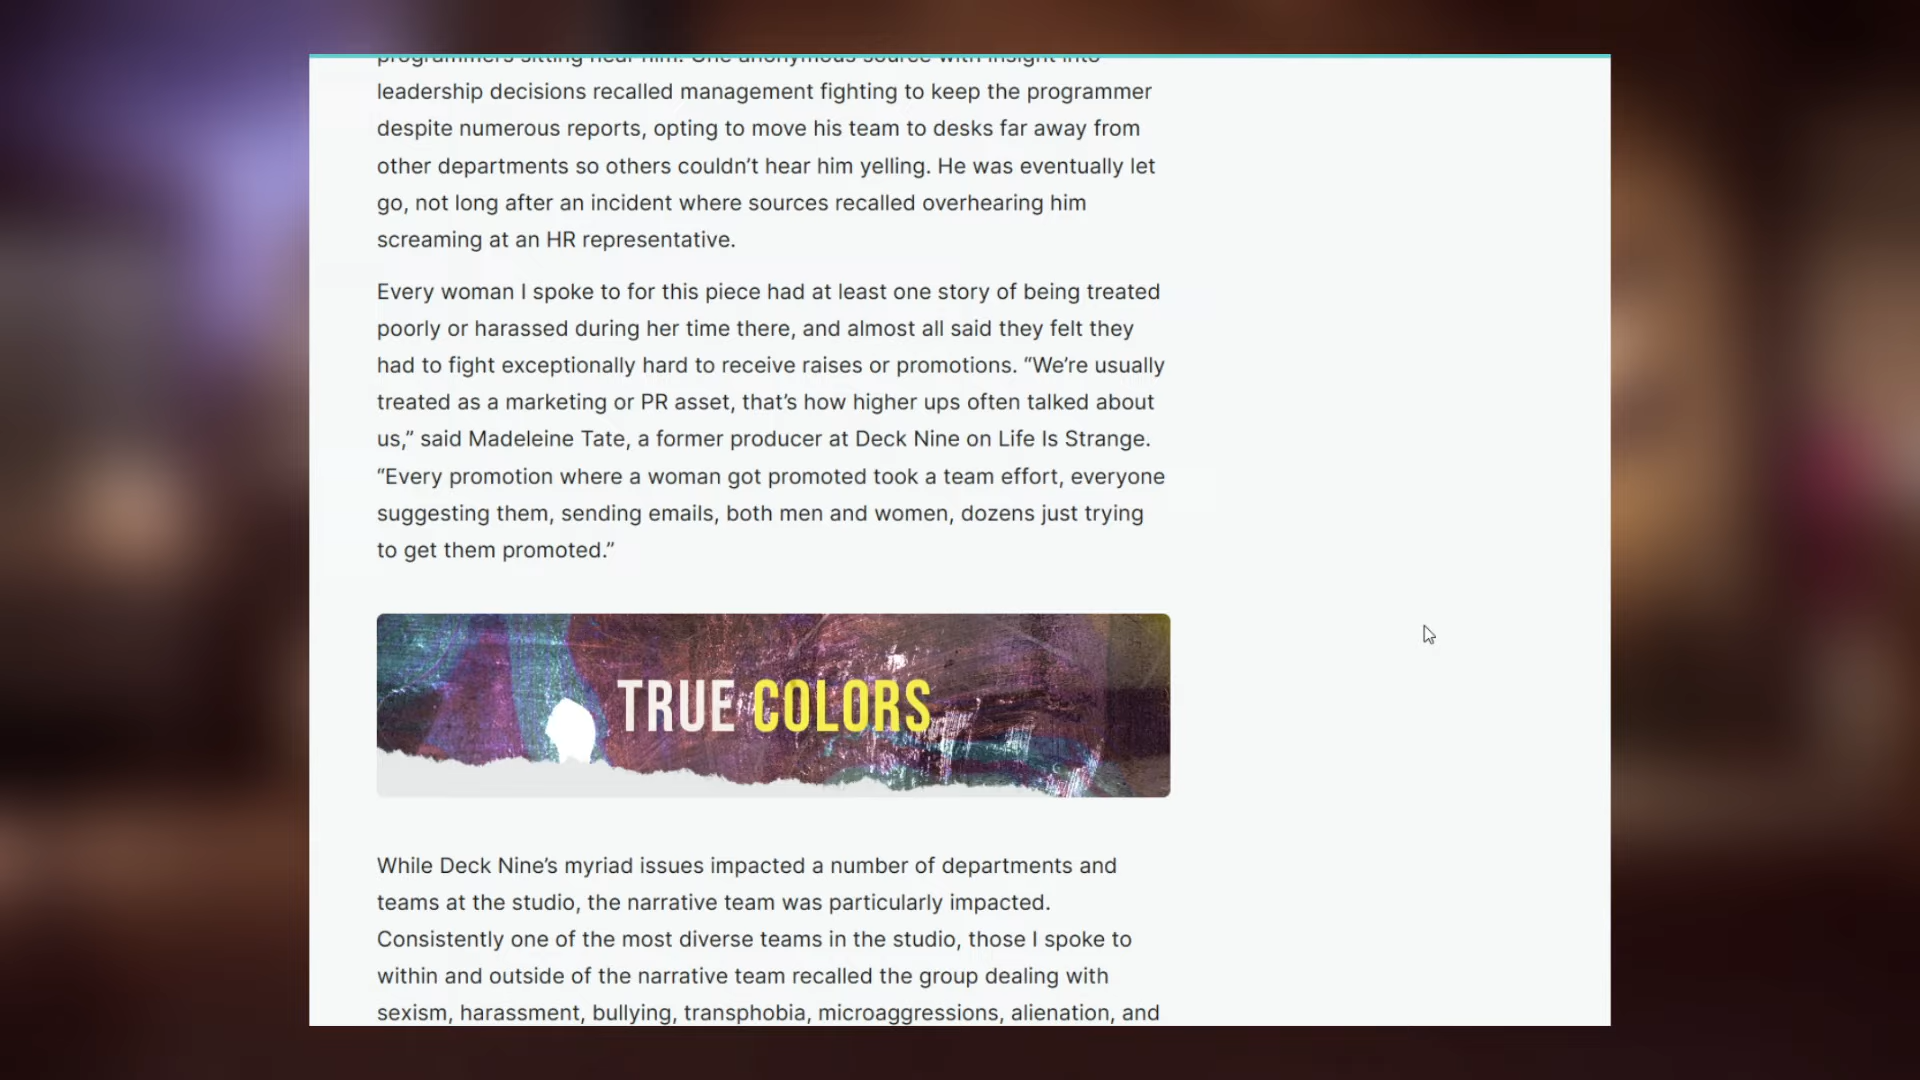 programmers sitting near him. One anonymous source with insight into
leadership decisions recalled management fighting to keep the programmer
despite numerous reports, opting to move his team to desks far away from
other departments so others couldn’t hear him yelling. He was eventually let
go, not long after an incident where sources recalled overhearing him
screaming at an HR representative.
Every woman I spoke to for this piece had at least one story of being treated
poorly or harassed during her time there, and almost all said they felt they
had to fight exceptionally hard to receive raises or promotions. “We’re usually
treated as a marketing or PR asset, that’s how higher ups often talked about
us,” said Madeleine Tate, a former producer at Deck Nine on Life Is Strange.
“Every promotion where a woman got promoted took a team effort, everyone
suggesting them, sending emails, both men and women, dozens just trying
to get them promoted.”
TRUE COLORS
While Deck Nine’s myriad issues impacted a number of departments and
teams at the studio, the narrative team was particularly impacted.
Consistently one of the most diverse teams in the studio, those I spoke to
within and outside of the narrative team recalled the group dealing with
sexism, harassment, bullying, transphobia, microaggressions, alienation, and